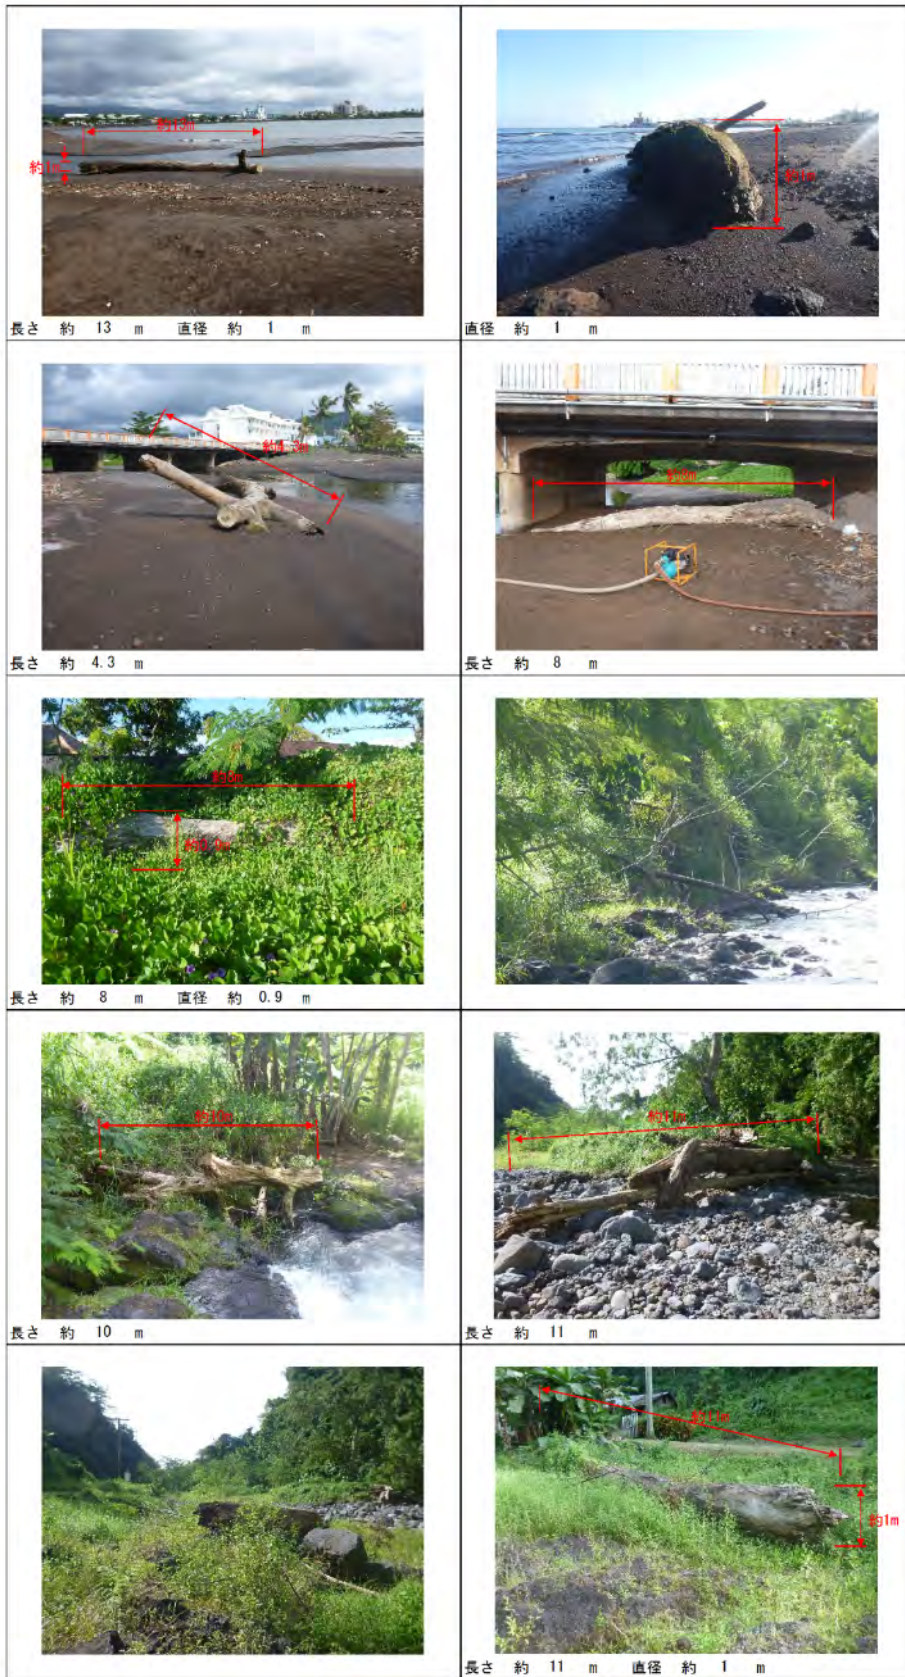 約13m
約1m
長さ 約 13 m 直径 約 1 m
約1m
直径 約 1 m
約4.3m
長さ 約 4.3 m
約8m
長さ 約 8 m
約8m
約0.9m
長さ 約 8 m 直径 約 0.9 m
約10m
長さ 約 10 m
約11m
長さ 約 11 m
約11m
約1m
長さ 約 11 m 直径 約 1 m